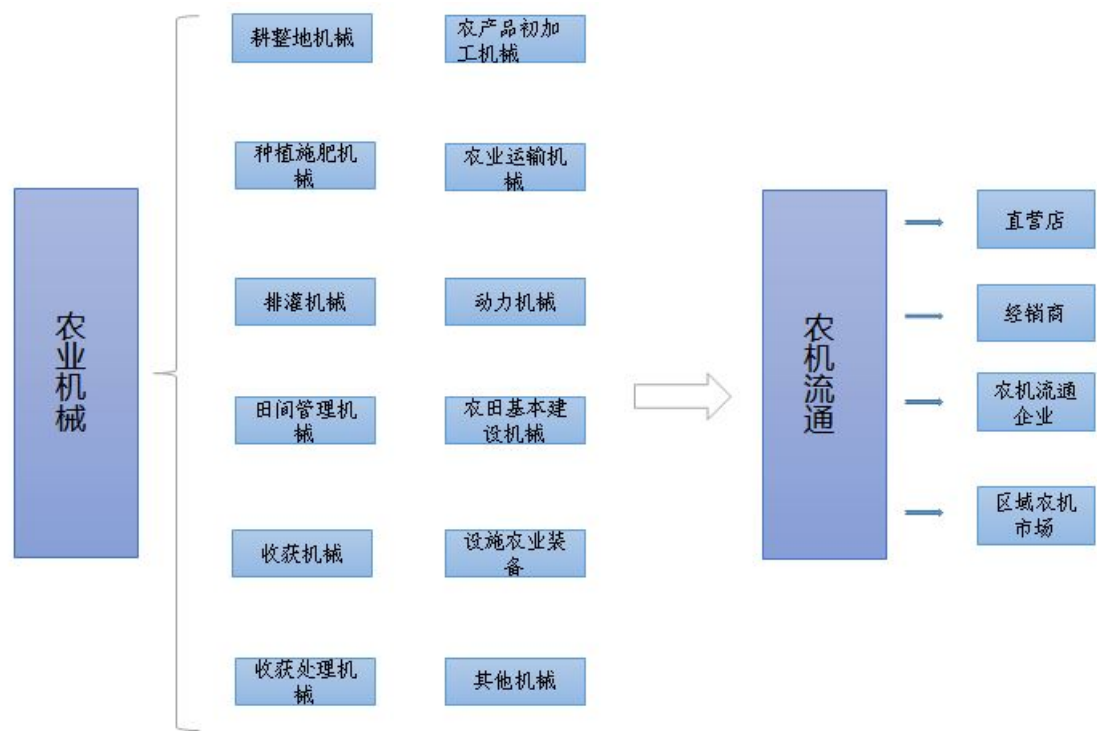 农业机械
耕整地机械
农产品初加
工机械
种植施肥机
械
农业运输机
械
排灌机械
动力机械
田间管理机
械
农田基本建
设机械
收获机械
设施农业装
备
收获处理机
械
其他机械
农机流通
直营店
经销商
农机流通
企业
区域农机
市场